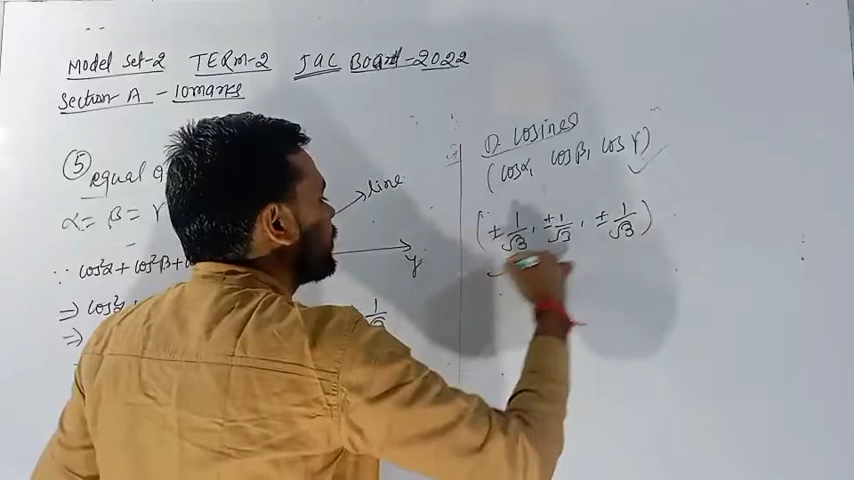 Model Set-2 TERM-2 JAC Board-2022
Section A - 10marks
⑤ equal
α = β =
line
y
∵ cos²α + cos²β +
⇒ cos²α
⇒
1
D. Cosines
(cosα, cosβ, cosγ)
(± 1/√3, ± 1/√3, ± 1/√3)